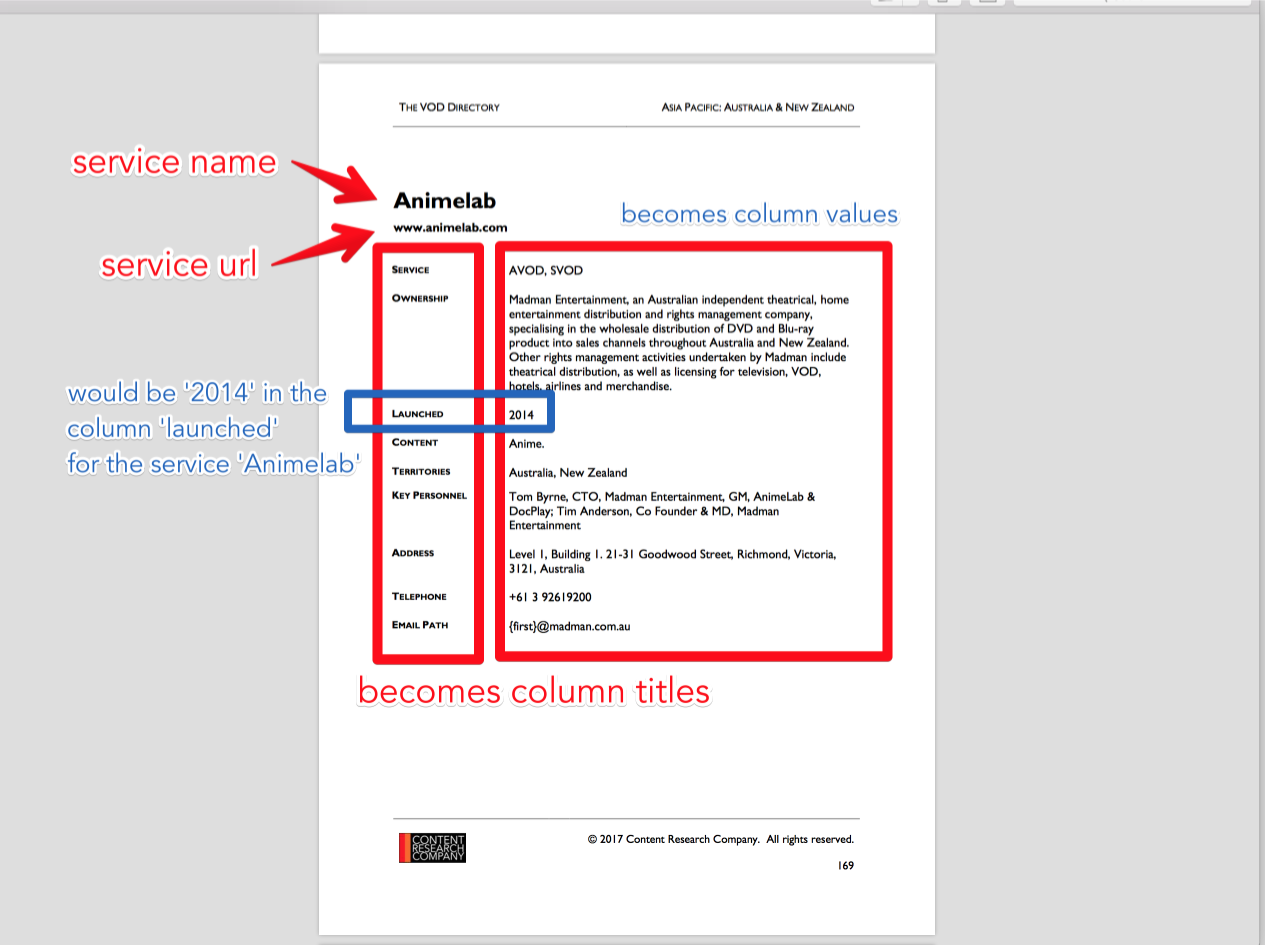 THE VOD DIRECTORY
ASIA PACIFIC: AUSTRALIA & NEW ZEALAND
service name
Animelab
becomes column values
www.animelab.com
service url
SERVICE
AVOD, SVOD
OWNERSHIP
Madman Entertainment, an Australian independent theatrical, home
entertainment distribution and rights management company,
specialising in the wholesale distribution of DVD and Blu-ray
product into sales channels throughout Australia and New Zealand.
Other rights management activities undertaken by Madman include
theatrical distribution, as well as licensing for television, VOD,
hotels, airlines and merchandise.
would be '2014' in the
column 'launched'
for the service 'Animelab'
LAUNCHED
2014
CONTENT
Anime.
TERRITORIES
Australia, New Zealand
KEY PERSONNEL
Tom Byrne, CTO, Madman Entertainment, GM, AnimeLab &
DocPlay; Tim Anderson, Co Founder & MD, Madman
Entertainment
ADDRESS
Level 1, Building 1. 21-31 Goodwood Street, Richmond, Victoria,
3121, Australia
TELEPHONE
+61 3 92619200
EMAIL PATH
{first}@madman.com.au
becomes column titles
CONTENT
RESEARCH
COMPANY
© 2017 Content Research Company. All rights reserved.
169